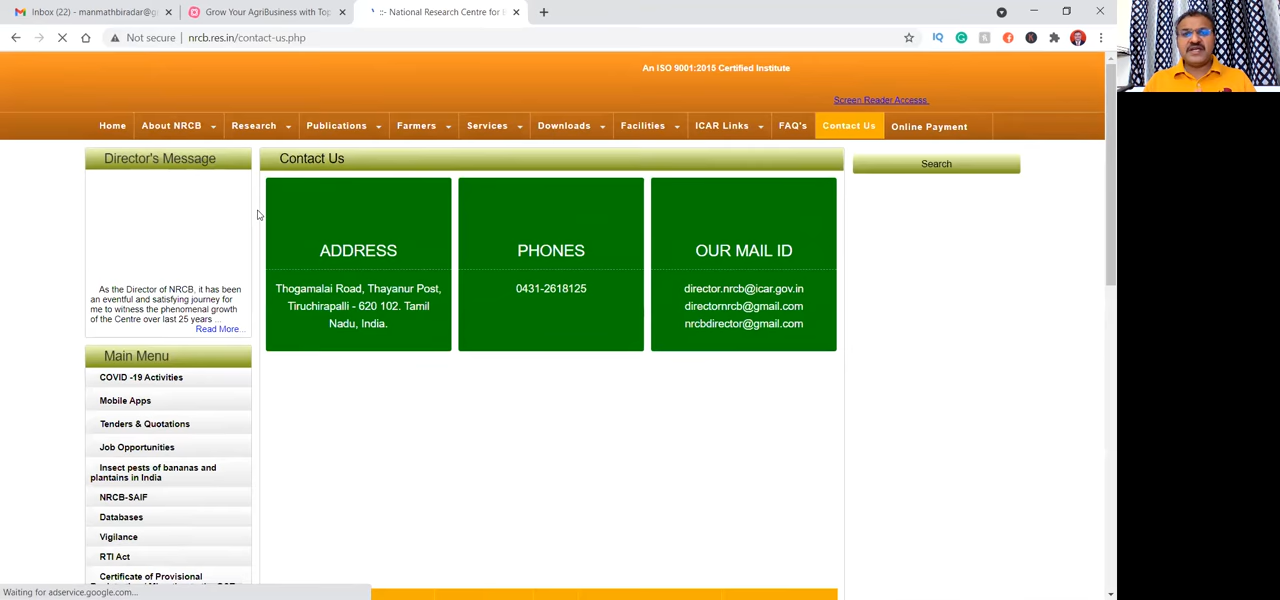 Inbox (22) - manmathbiradar@g
Grow Your AgriBusiness with Top
::- National Research Centre for
Not secure
nrcb.res.in/contact-us.php
An ISO 9001:2015 Certified Institute
Screen Reader Accesss
Home
About NRCB
Research
Publications
Farmers
Services
Downloads
Facilities
ICAR Links
FAQ's
Contact Us
Online Payment
Director's Message
As the Director of NRCB, it has been
an eventful and satisfying journey for
me to witness the phenomenal growth
of the Centre over last 25 years ...
Read More...
Main Menu
COVID -19 Activities
Mobile Apps
Tenders & Quotations
Job Opportunities
Insect pests of bananas and
plantains in India
NRCB-SAIF
Databases
Vigilance
RTI Act
Certificate of Provisional
Contact Us
ADDRESS
Thogamalai Road, Thayanur Post,
Tiruchirapalli - 620 102. Tamil
Nadu, India.
PHONES
0431-2618125
OUR MAIL ID
director.nrcb@icar.gov.in
directornrcb@gmail.com
nrcbdirector@gmail.com
Search
Waiting for adservice.google.com...